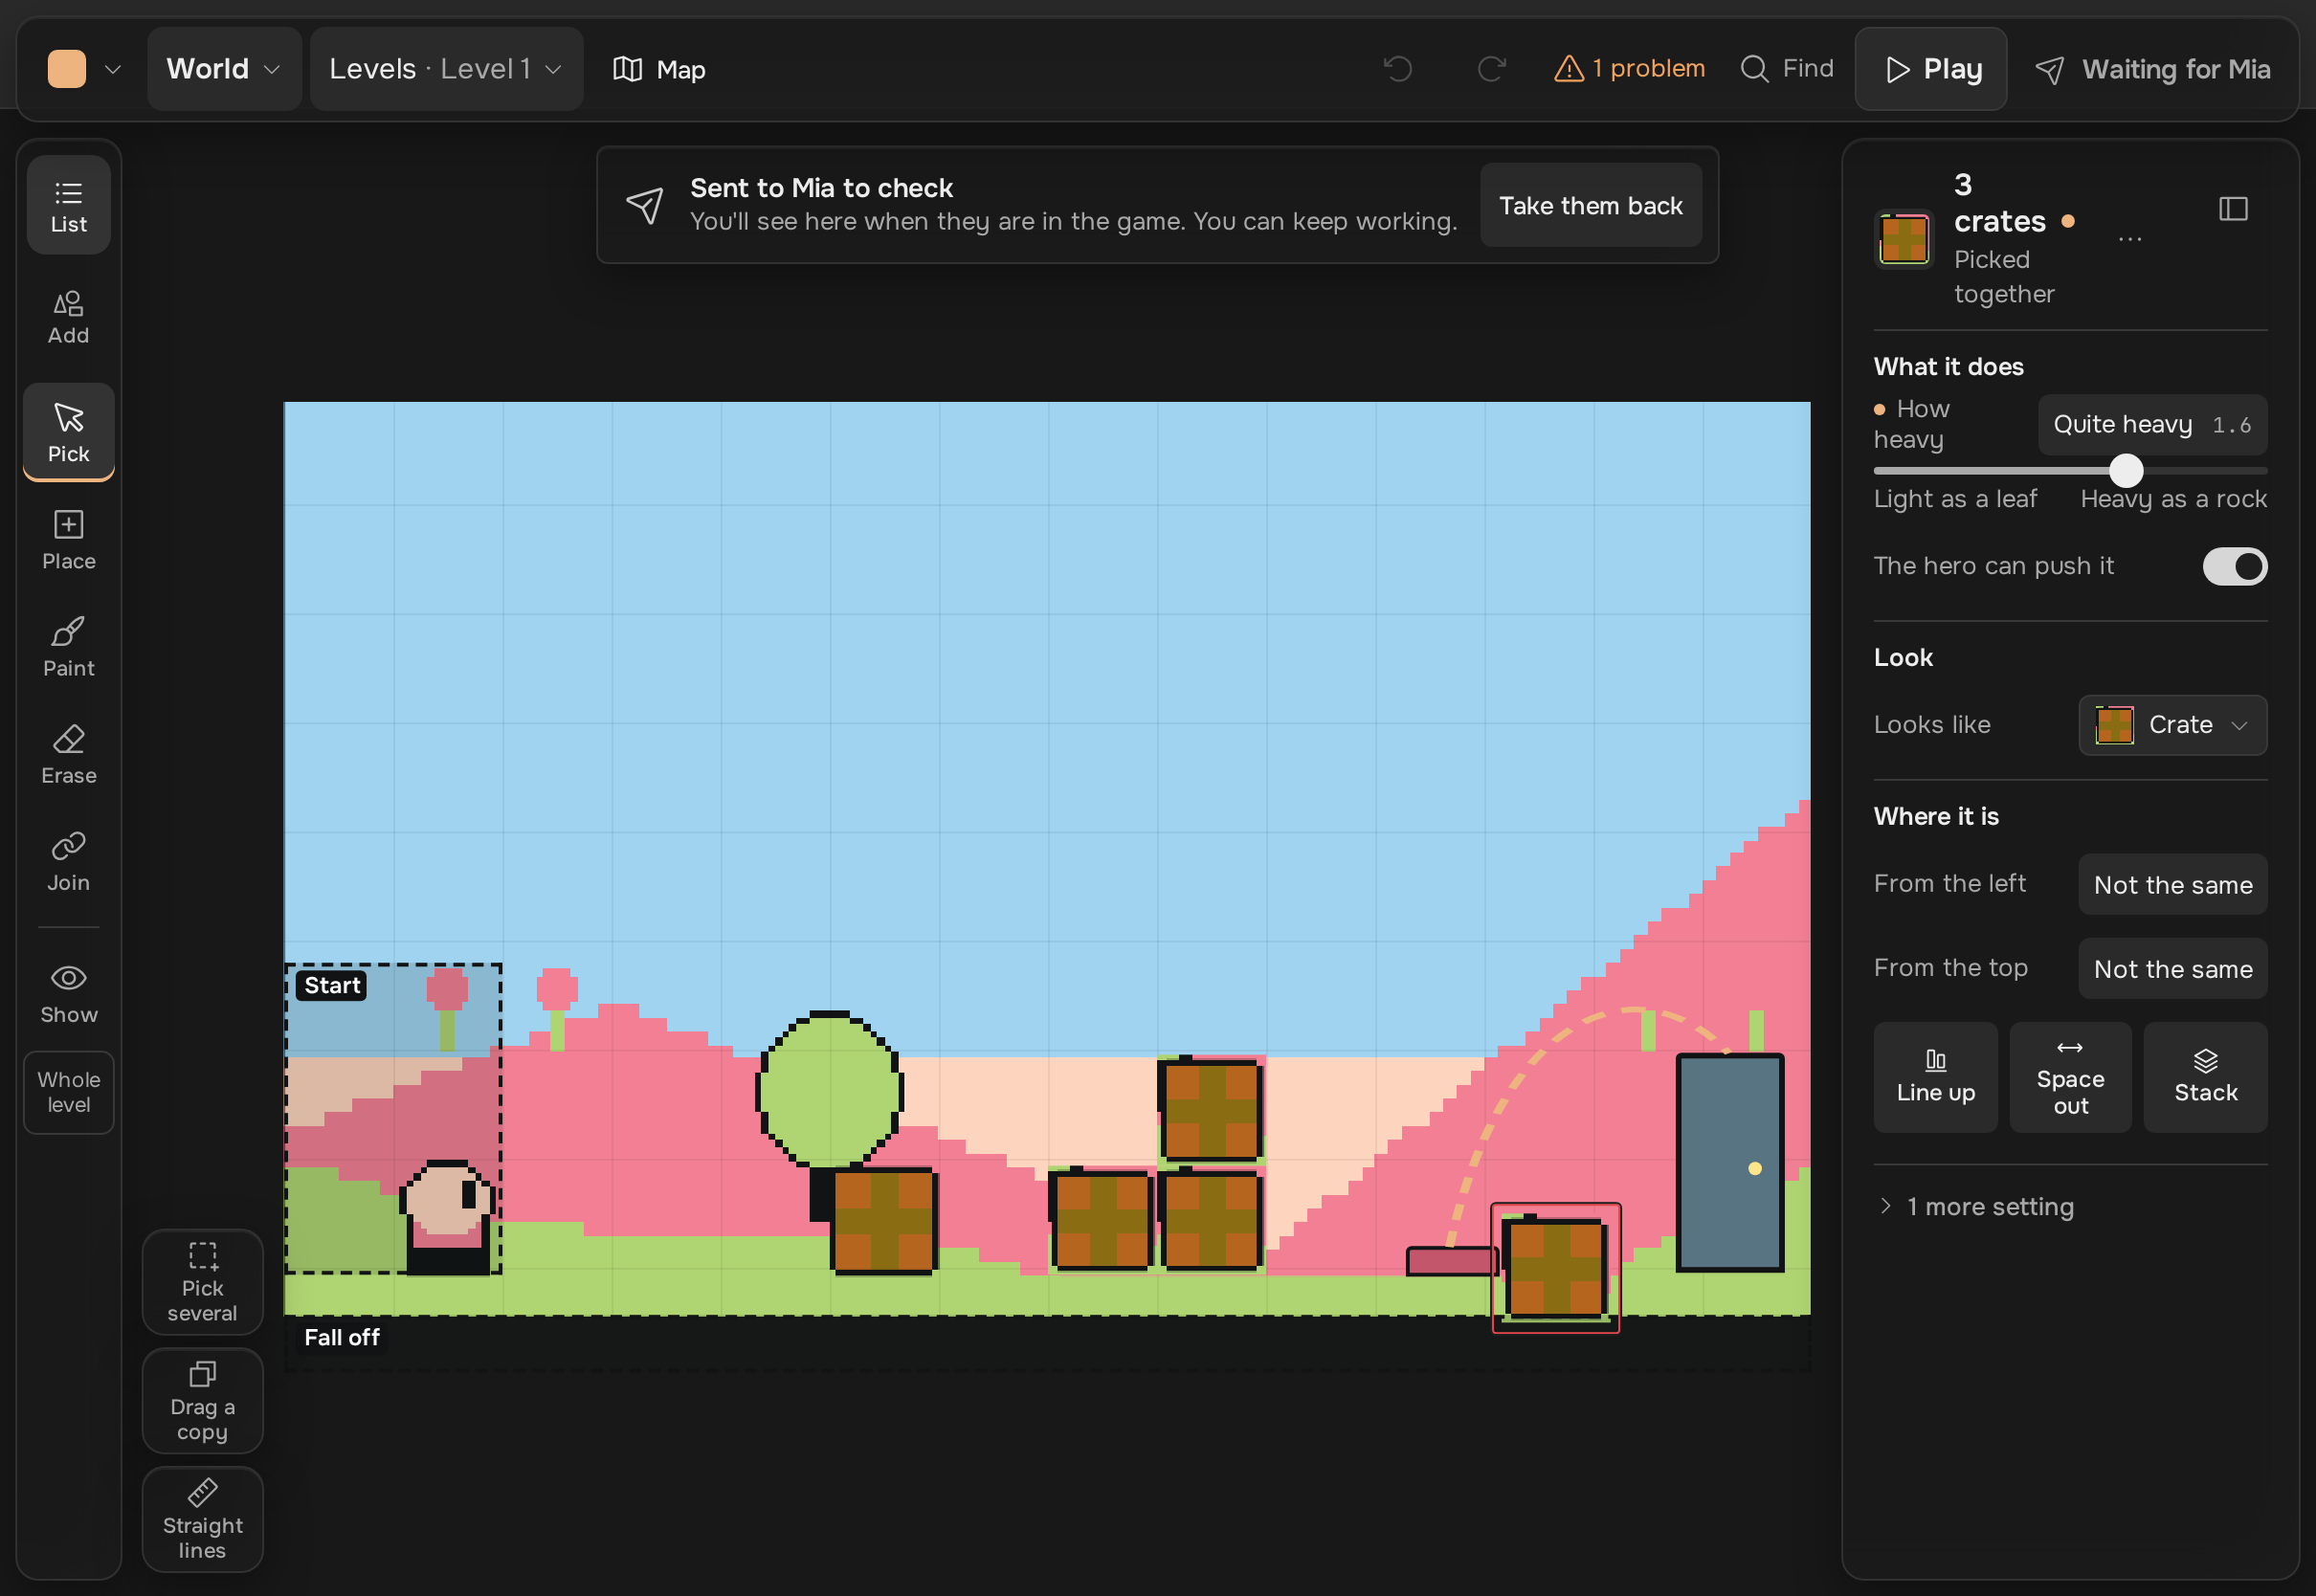 World
Levels · Level 1
Map
1 problem
Find
Play
Waiting for Mia
List
Add
Pick
Place
Paint
Erase
Join
Show
Whole
level
Pick
several
Drag a
copy
Straight
lines
Sent to Mia to check
You'll see here when they are in the game. You can keep working.
Take them back
Start
Fall off
3
crates
Picked
together
...
What it does
How
heavy
Quite heavy 1.6
Light as a leaf
Heavy as a rock
The hero can push it
Look
Looks like
Crate
Where it is
From the left
Not the same
From the top
Not the same
Line up
Space
out
Stack
1 more setting